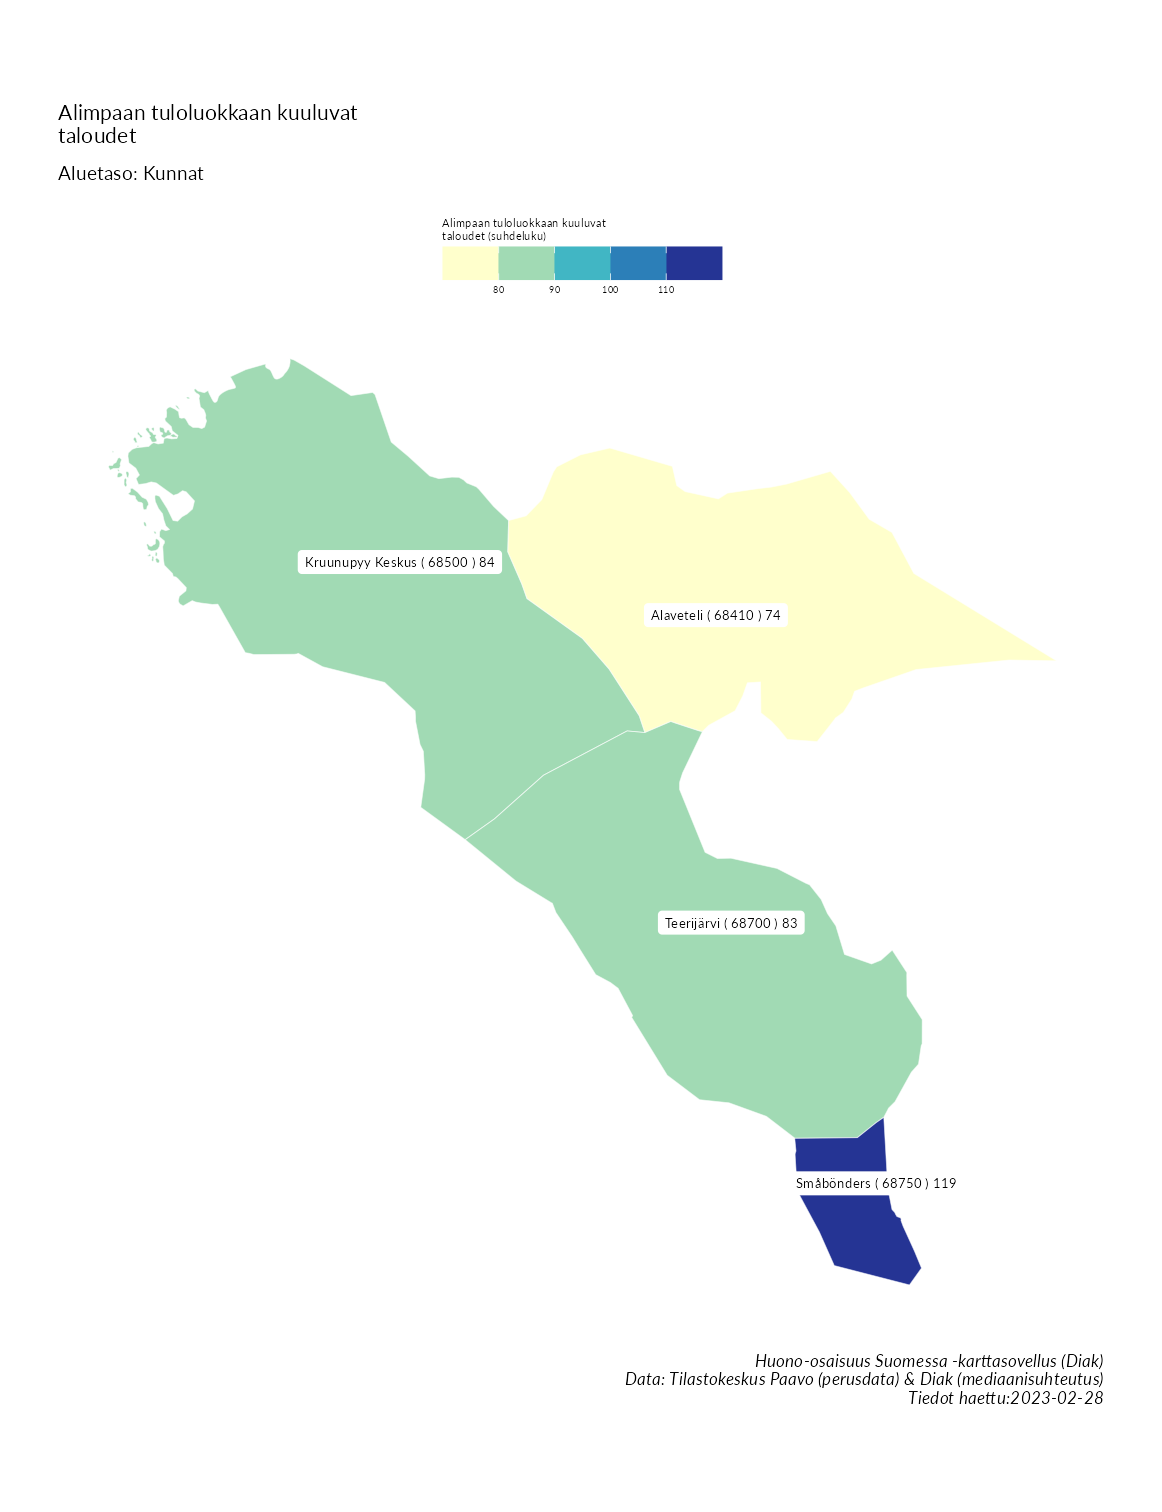 Alimpaan tuloluokkaan kuuluvat
taloudet
Aluetaso: Kunnat
Alimpaan tuloluokkaan kuuluvat
taloudet (suhdeluku)
80 90 100 110
Kruunupyy Keskus ( 68500 ) 84
Alaveteli ( 68410 ) 74
Teerijärvi ( 68700 ) 83
Småbönders ( 68750 ) 119
Huono-osaisuus Suomessa -karttasovellus (Diak)
Data: Tilastokeskus Paavo (perusdata) & Diak (mediaanisuhteutus)
Tiedot haettu:2023-02-28